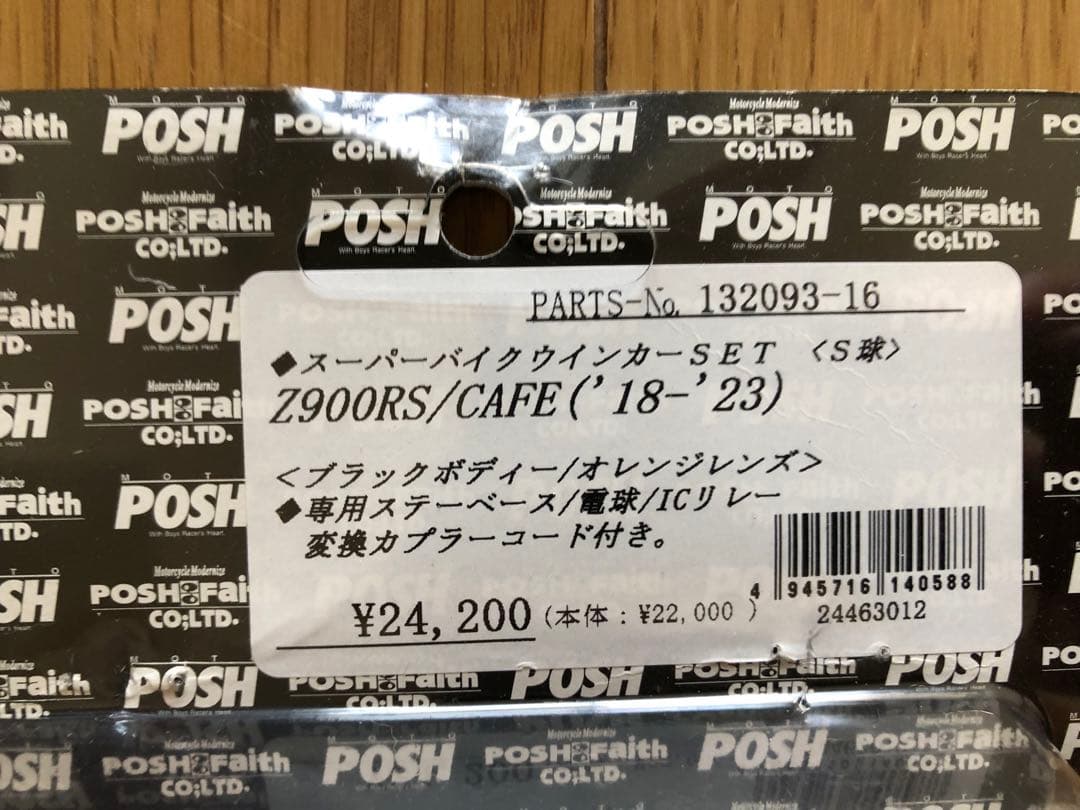 MOTO POSH With Boys Racer's Heart.
Motorcycle Modernize POSH Faith CO;LTD.
PARTS-No. 132093-16
◆スーパーバイクウインカーSET 〈S球〉
Z900RS/CAFE('18-'23)
<ブラックボディー/オレンジレンズ>
◆専用ステーベース/電球/ICリレー
変換カプラーコード付き。
¥24,200 (本体:¥22,000 )
4 945716 140588
24463012